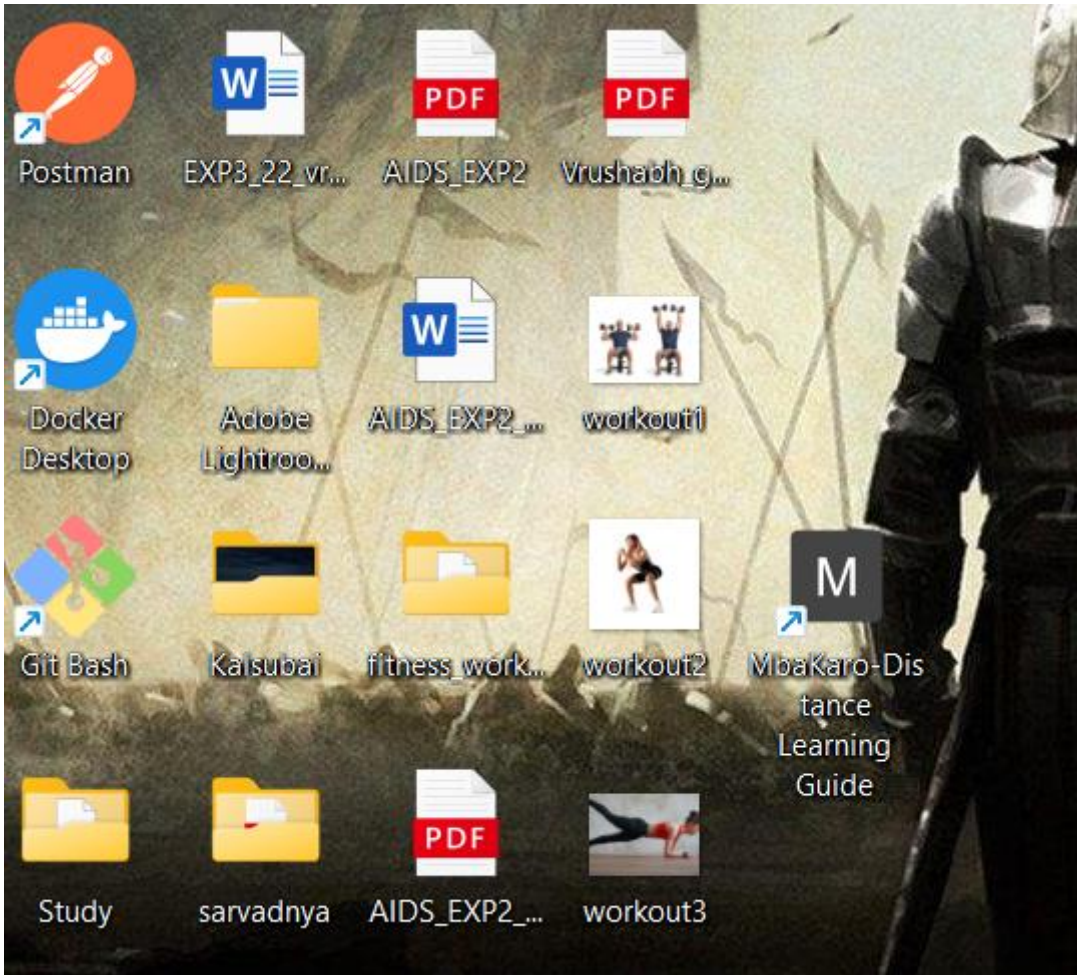 W
PDF
PDF
Postman
EXP3_22_vr...
AIDS_EXP2
Vrushabh_g...
W
Docker
Desktop
Adobe
Lightroo...
AIDS_EXP2_...
workout1
M
Git Bash
Kalsubai
fitness_work...
workout2
MbaKaro-Dis
tance
Learning
Guide
PDF
Study
sarvadnya
AIDS_EXP2_...
workout3